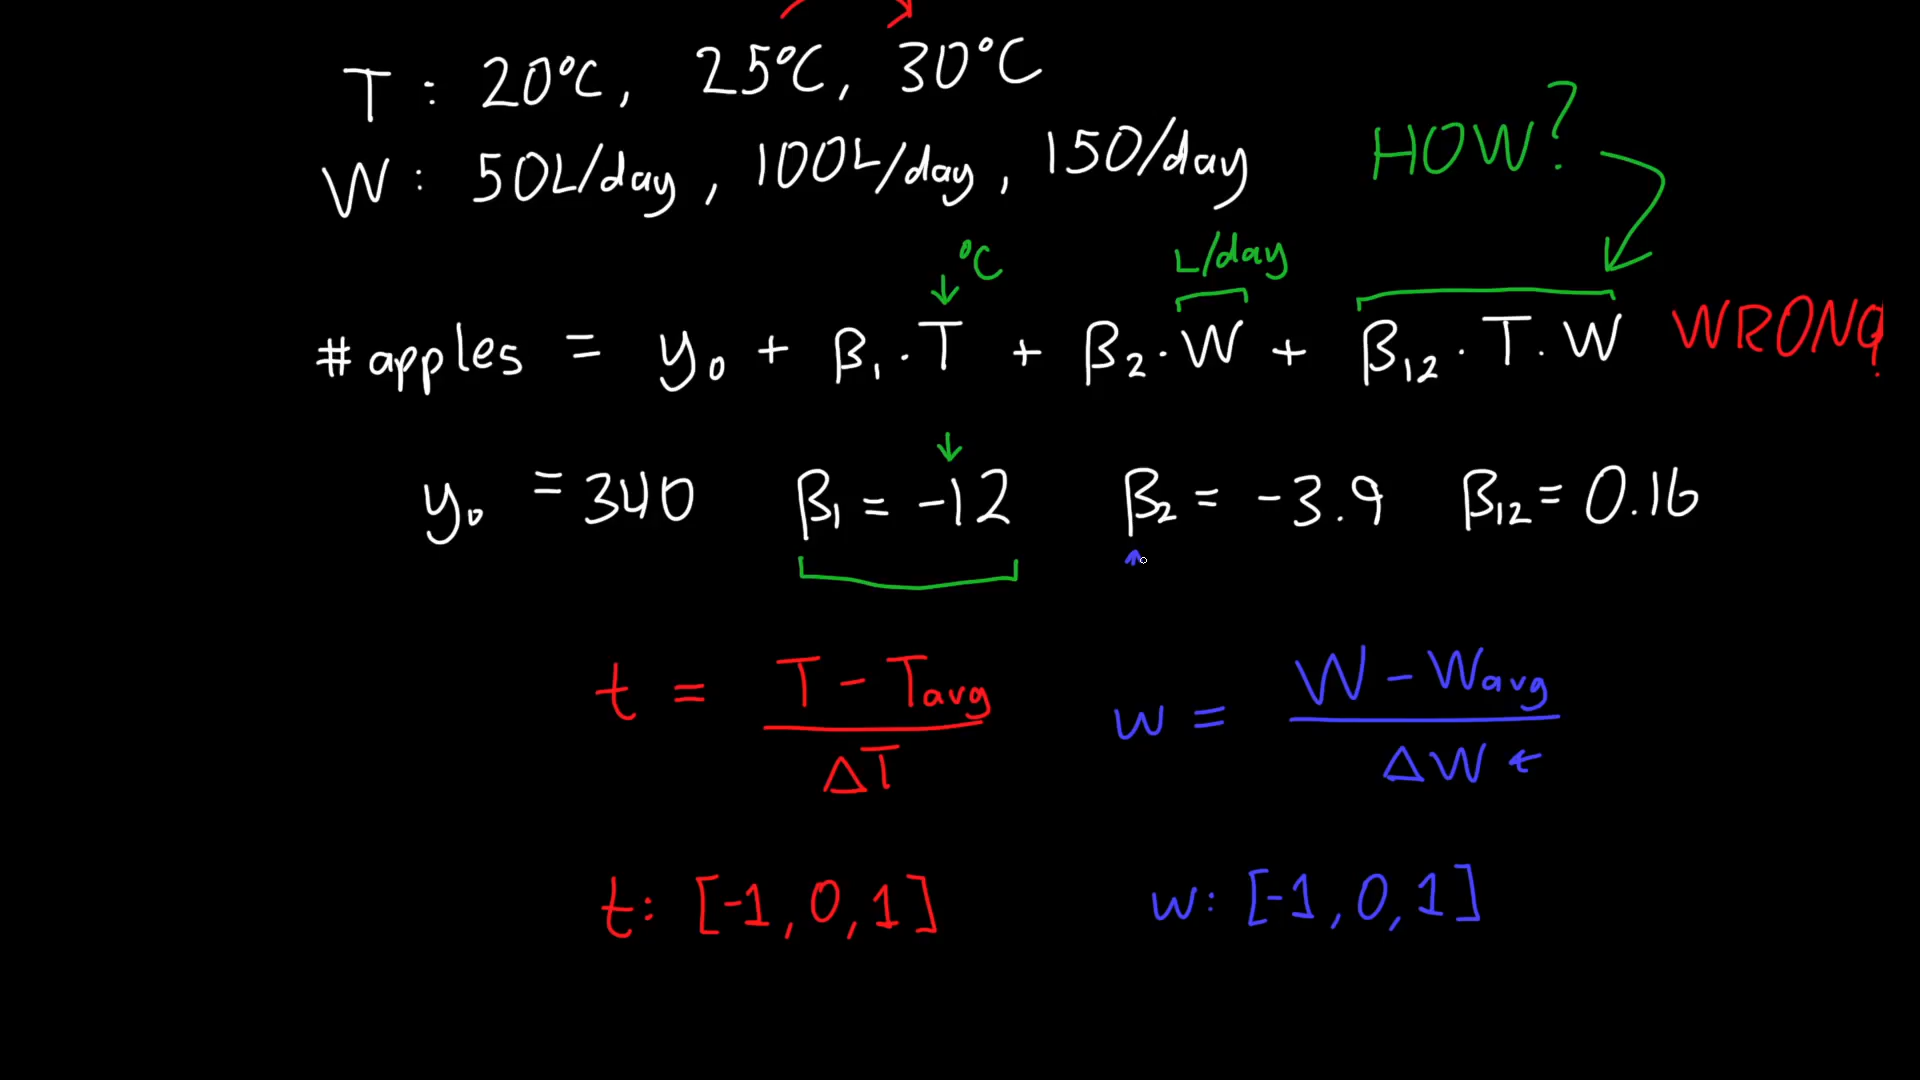 T : 20°C, 25°C, 30°C
W : 50L/day, 100L/day, 150/day
HOW?
°C
L/day
#apples = y₀ + β₁·T + β₂·W + β₁₂·T·W WRONG
y₀ = 340 β₁ = -12 β₂ = -3.9 β₁₂ = 0.16
t = (T - Tavg) / ΔT
w = (W - Wavg) / ΔW
t: [-1, 0, 1]
w: [-1, 0, 1]